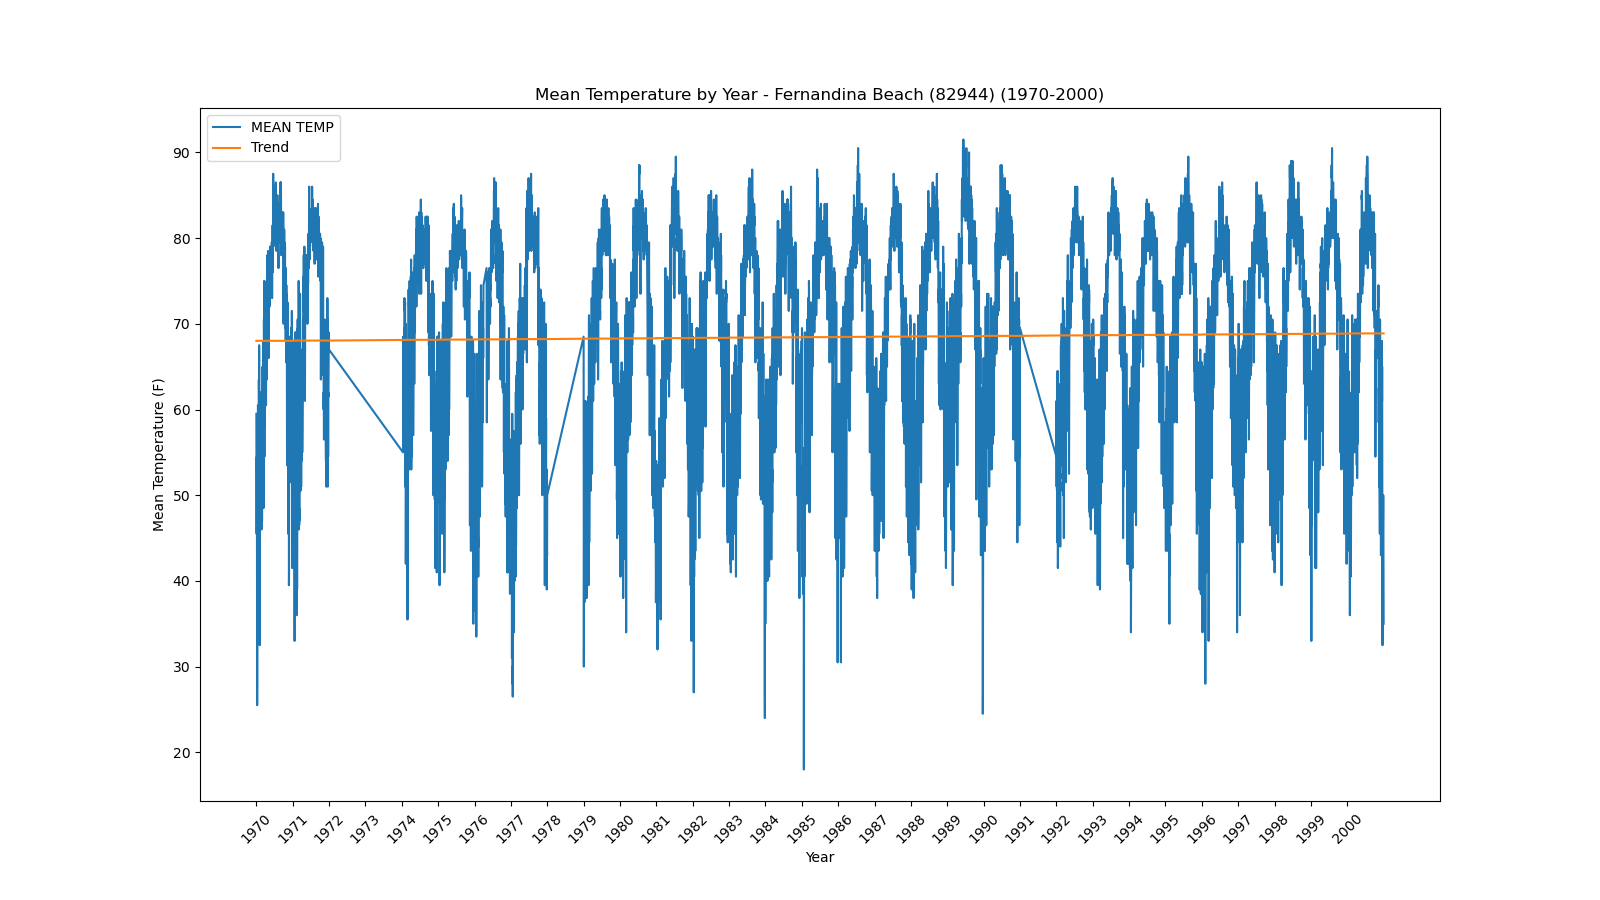 Mean Temperature by Year - Fernandina Beach (82944) (1970-2000)
MEAN TEMP
Trend
90
80
70
60
50
40
30
20
Mean Temperature (F)
1970 1971 1972 1973 1974 1975 1976 1977 1978 1979 1980 1981 1982 1983 1984 1985 1986 1987 1988 1989 1990 1991 1992 1993 1994 1995 1996 1997 1998 1999 2000
Year